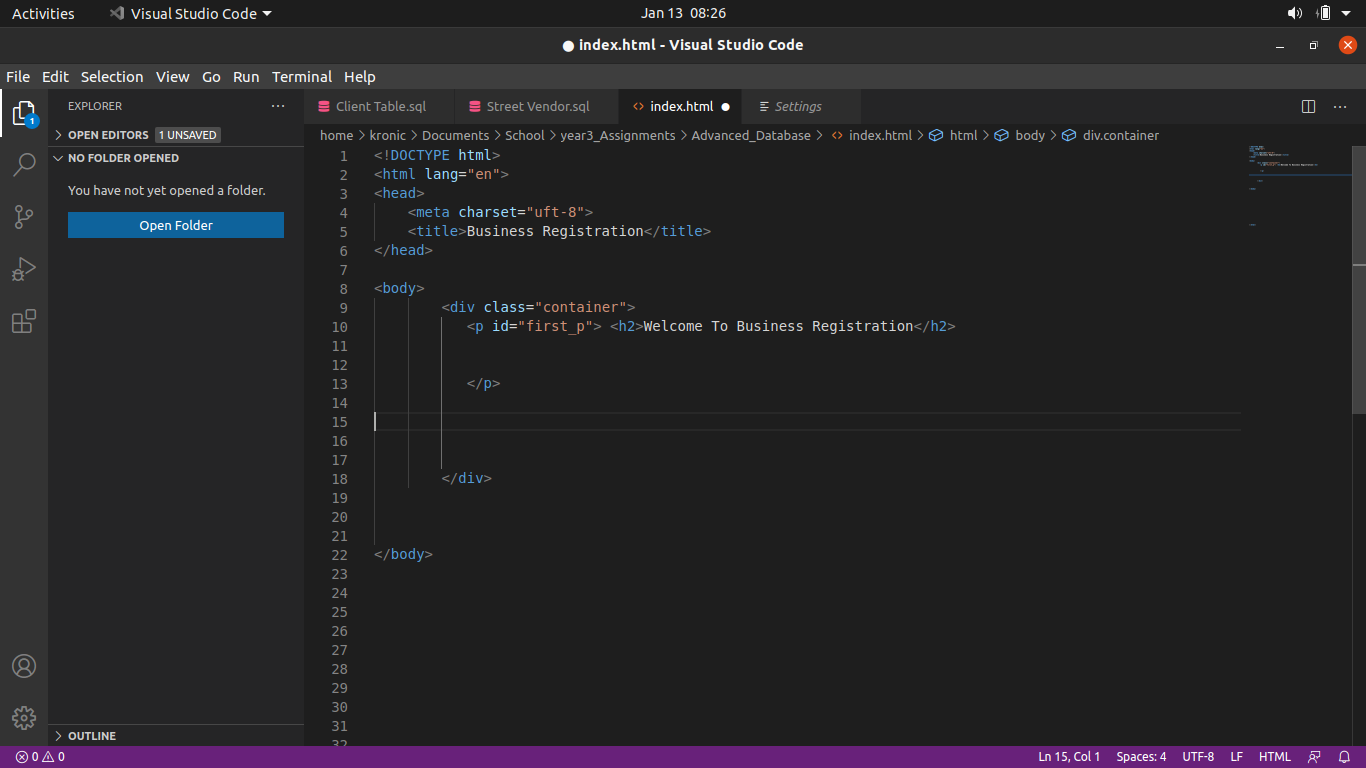 Activities Visual Studio Code Jan 13 08:26
index.html - Visual Studio Code
File Edit Selection View Go Run Terminal Help
EXPLORER
1
OPEN EDITORS 1 UNSAVED
NO FOLDER OPENED
You have not yet opened a folder.
Open Folder
OUTLINE
Client Table.sql Street Vendor.sql index.html Settings
home > kronic > Documents > School > year3_Assignments > Advanced_Database > index.html > html > body > div.container
1 <!DOCTYPE html>
2 <html lang="en">
3 <head>
4 <meta charset="uft-8">
5 <title>Business Registration</title>
6 </head>
7
8 <body>
9 <div class="container">
10 <p id="first_p"> <h2>Welcome To Business Registration</h2>
11
12
13 </p>
14
15
16
17
18 </div>
19
20
21
22 </body>
23
24
25
26
27
28
29
30
31
32
0 0 Ln 15, Col 1 Spaces: 4 UTF-8 LF HTML